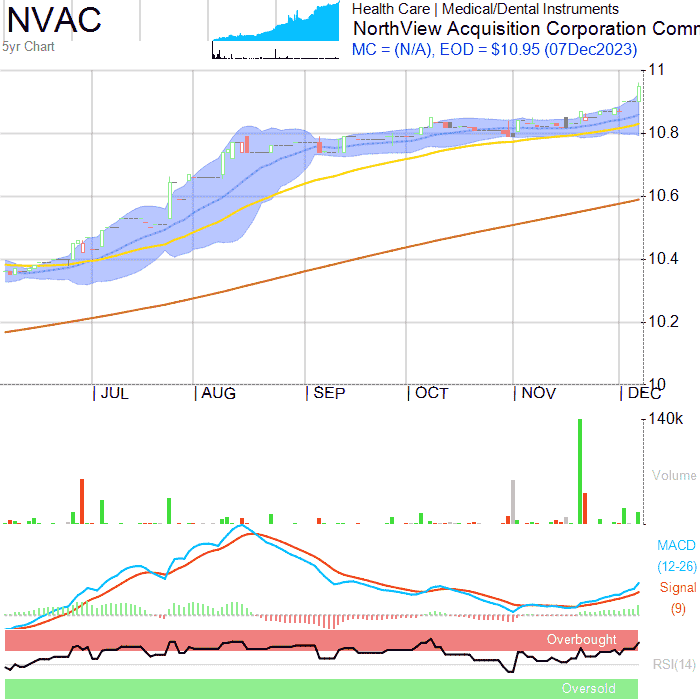 NVAC
5yr Chart
Health Care | Medical/Dental Instruments
NorthView Acquisition Corporation Comm
MC = (N/A), EOD = $10.95 (07Dec2023)
11
10.8
10.6
10.4
10.2
10
JUL AUG SEP OCT NOV DEC
140k
Volume
MACD
(12-26)
Signal
(9)
Overbought
RSI(14)
Oversold